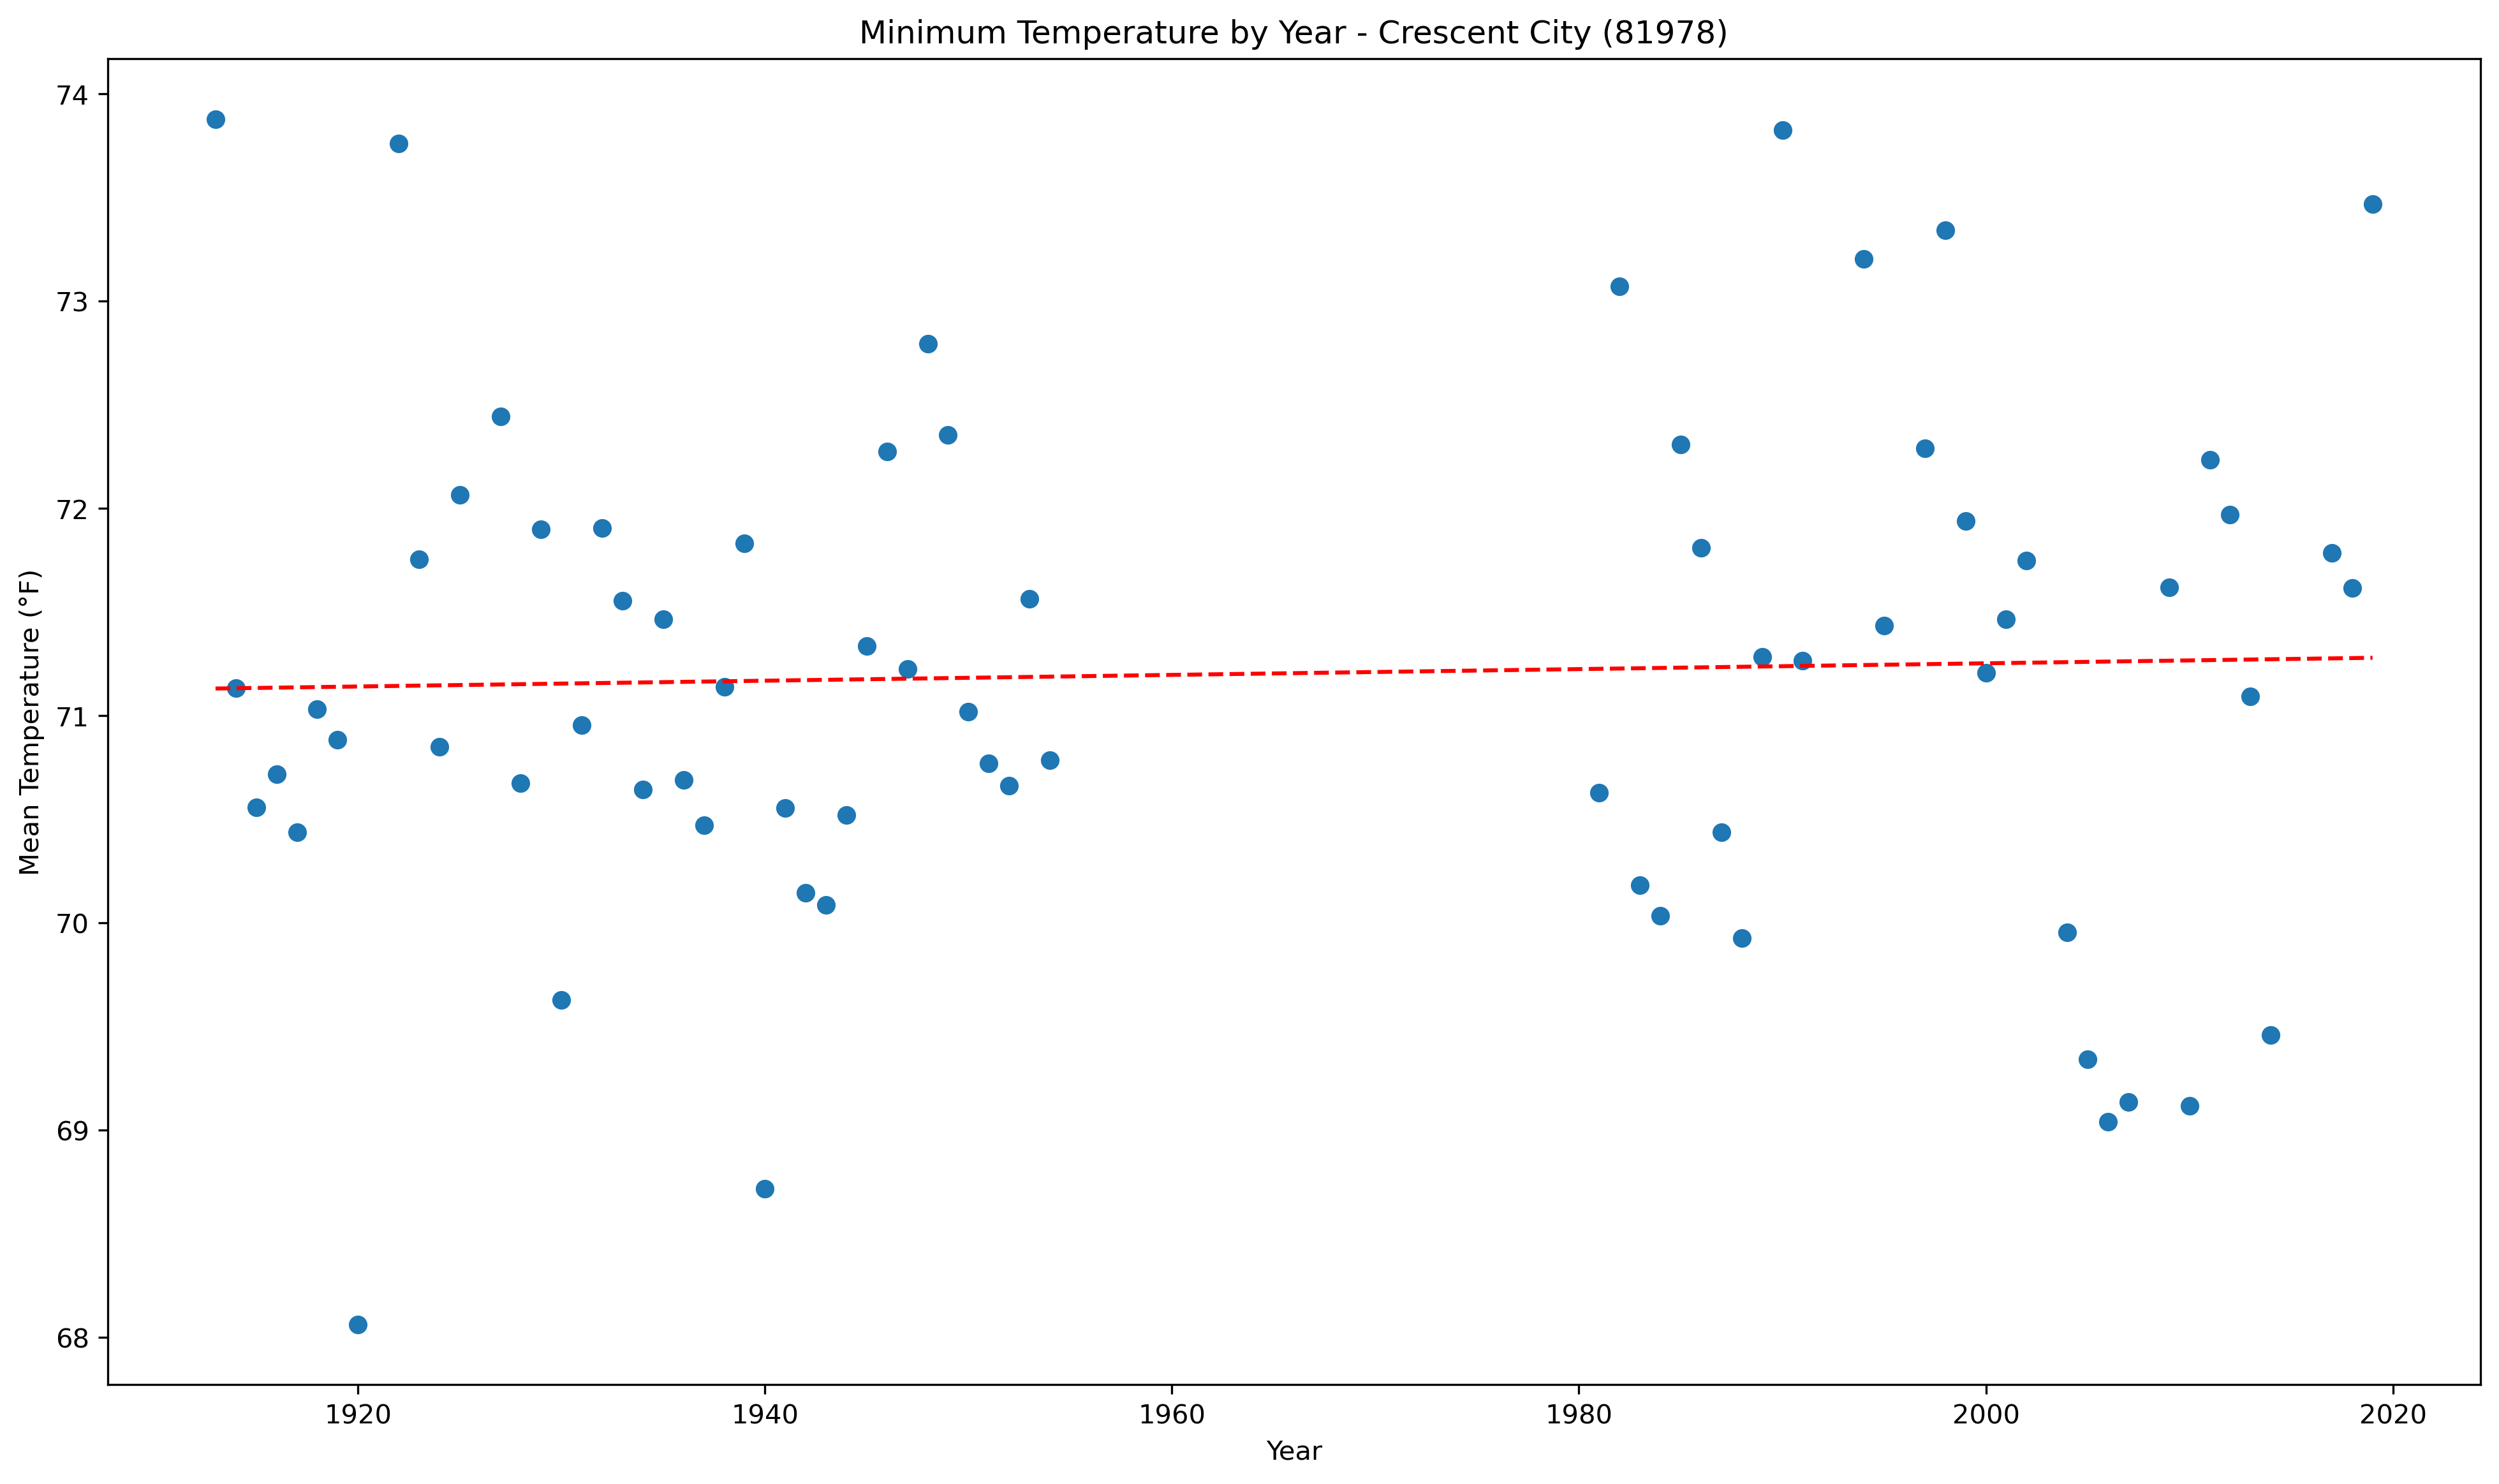 Minimum Temperature by Year - Crescent City (81978)
74
73
72
71
70
69
68
Mean Temperature (°F)
1920 1940 1960 1980 2000 2020
Year